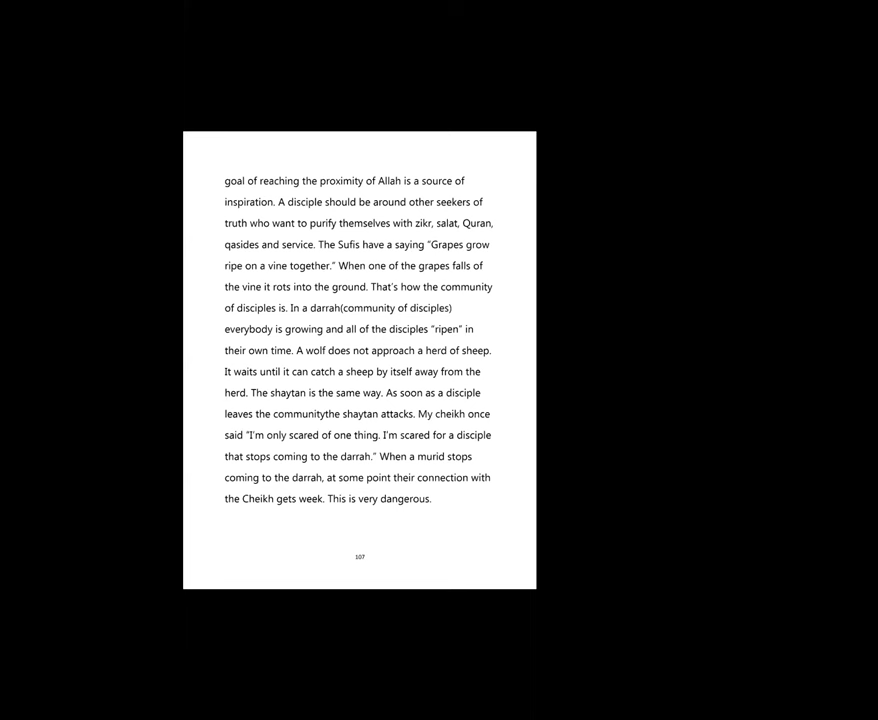 goal of reaching the proximity of Allah is a source of
inspiration. A disciple should be around other seekers of
truth who want to purify themselves with zikr, salat, Quran,
qasides and service. The Sufis have a saying “Grapes grow
ripe on a vine together.” When one of the grapes falls of
the vine it rots into the ground. That’s how the community
of disciples is. In a darrah(community of disciples)
everybody is growing and all of the disciples “ripen” in
their own time. A wolf does not approach a herd of sheep.
It waits until it can catch a sheep by itself away from the
herd. The shaytan is the same way. As soon as a disciple
leaves the communitythe shaytan attacks. My cheikh once
said “I’m only scared of one thing. I’m scared for a disciple
that stops coming to the darrah.” When a murid stops
coming to the darrah, at some point their connection with
the Cheikh gets week. This is very dangerous.
107